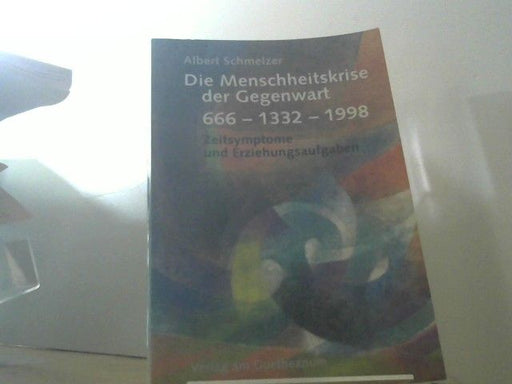 Albert Schmelzer
Die Menschheitskrise
der Gegenwart
666 – 1332 – 1998
Zeitsymptome
und Erziehungsaufgaben
Verlag am Goetheanum